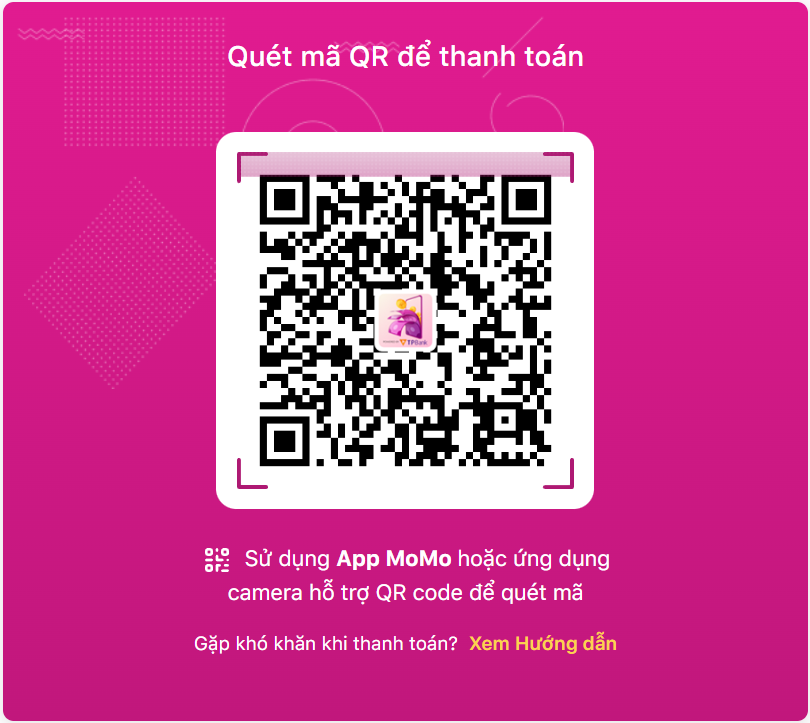 Quét mã QR để thanh toán
TPBank
Sử dụng App MoMo hoặc ứng dụng
camera hỗ trợ QR code để quét mã
Gặp khó khăn khi thanh toán? Xem Hướng dẫn